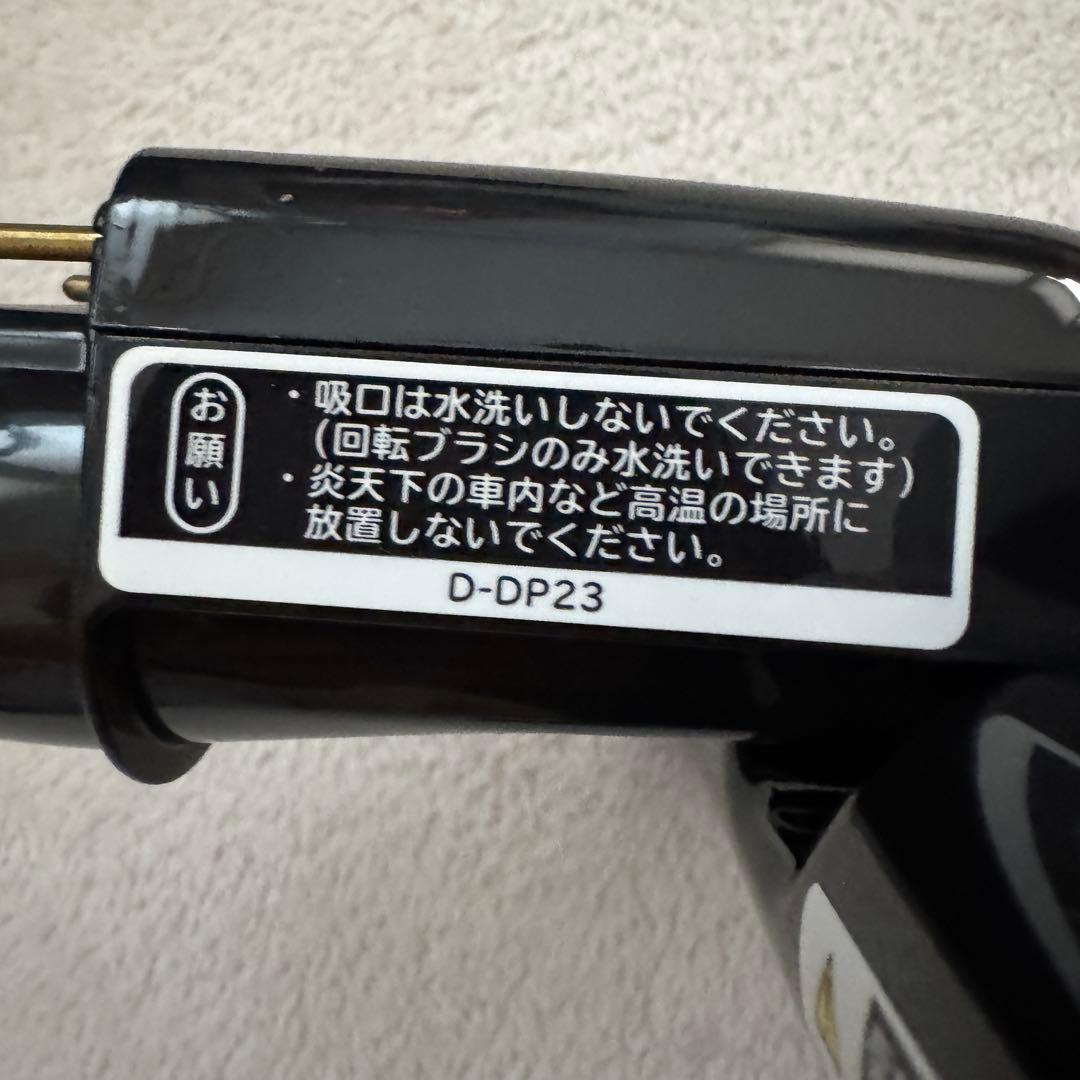 お願い
・吸口は水洗いしないでください。
(回転ブラシのみ水洗いできます)
・炎天下の車内など高温の場所に
放置しないでください。
D-DP23